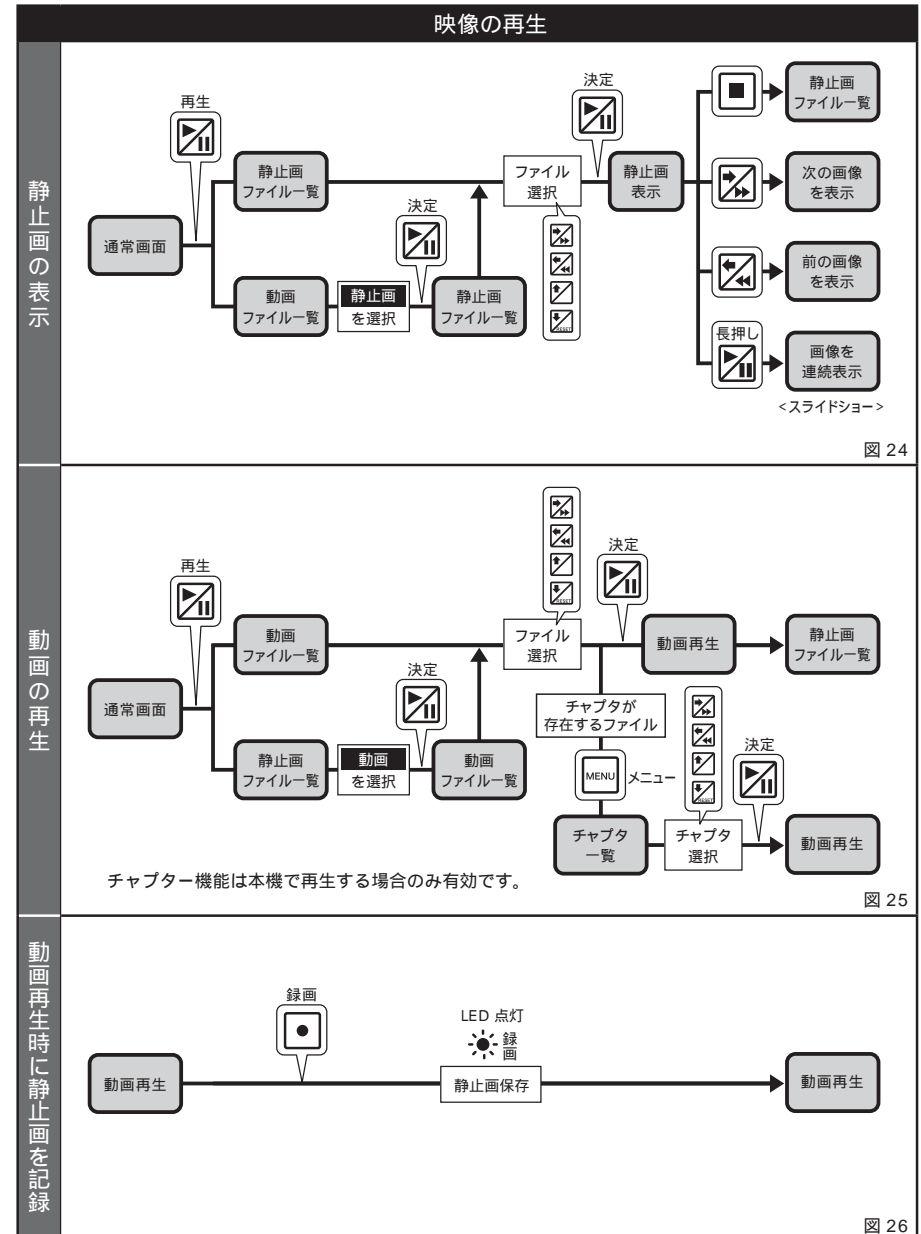 映像の再生
静止画の表示
再生
通常画面
静止画
ファイル一覧
動画
ファイル一覧
静止画
を選択
決定
静止画
ファイル一覧
ファイル
選択
RESET
決定
静止画
表示
静止画
ファイル一覧
次の画像
を表示
前の画像
を表示
長押し
画像を
連続表示
<スライドショー>
図 24
動画の再生
再生
通常画面
動画
ファイル一覧
静止画
ファイル一覧
動画
を選択
決定
動画
ファイル一覧
RESET
ファイル
選択
決定
動画再生
静止画
ファイル一覧
チャプタが
存在するファイル
MENU
メニュー
チャプタ
一覧
RESET
チャプタ
選択
決定
動画再生
チャプター機能は本機で再生する場合のみ有効です。
図 25
動画再生時に静止画を記録
動画再生
録画
LED 点灯
録画
静止画保存
動画再生
図 26